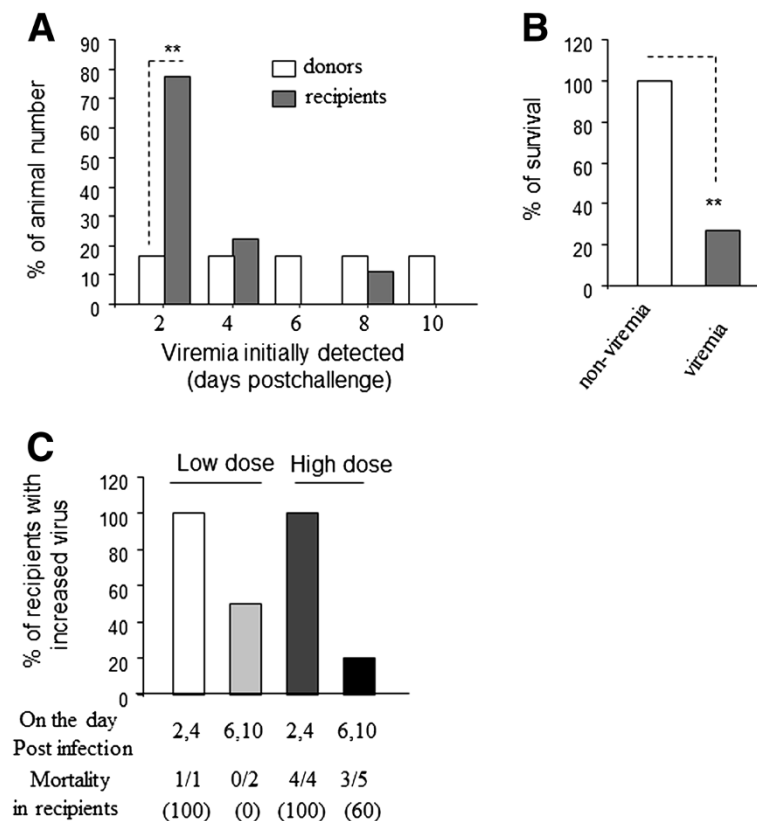 A
90
80
70
60
50
40
30
20
10
0
% of animal number
**
donors
recipients
2 4 6 8 10
Viremia initially detected
(days postchallenge)
B
120
100
80
60
40
20
0
% of survival
**
non-viremia
viremia
C
Low dose High dose
120
100
80
60
40
20
0
% of recipients with
increased virus
On the day
Post infection
2,4 6,10 2,4 6,10
Mortality
in recipients
1/1 0/2 4/4 3/5
(100) (0) (100) (60)